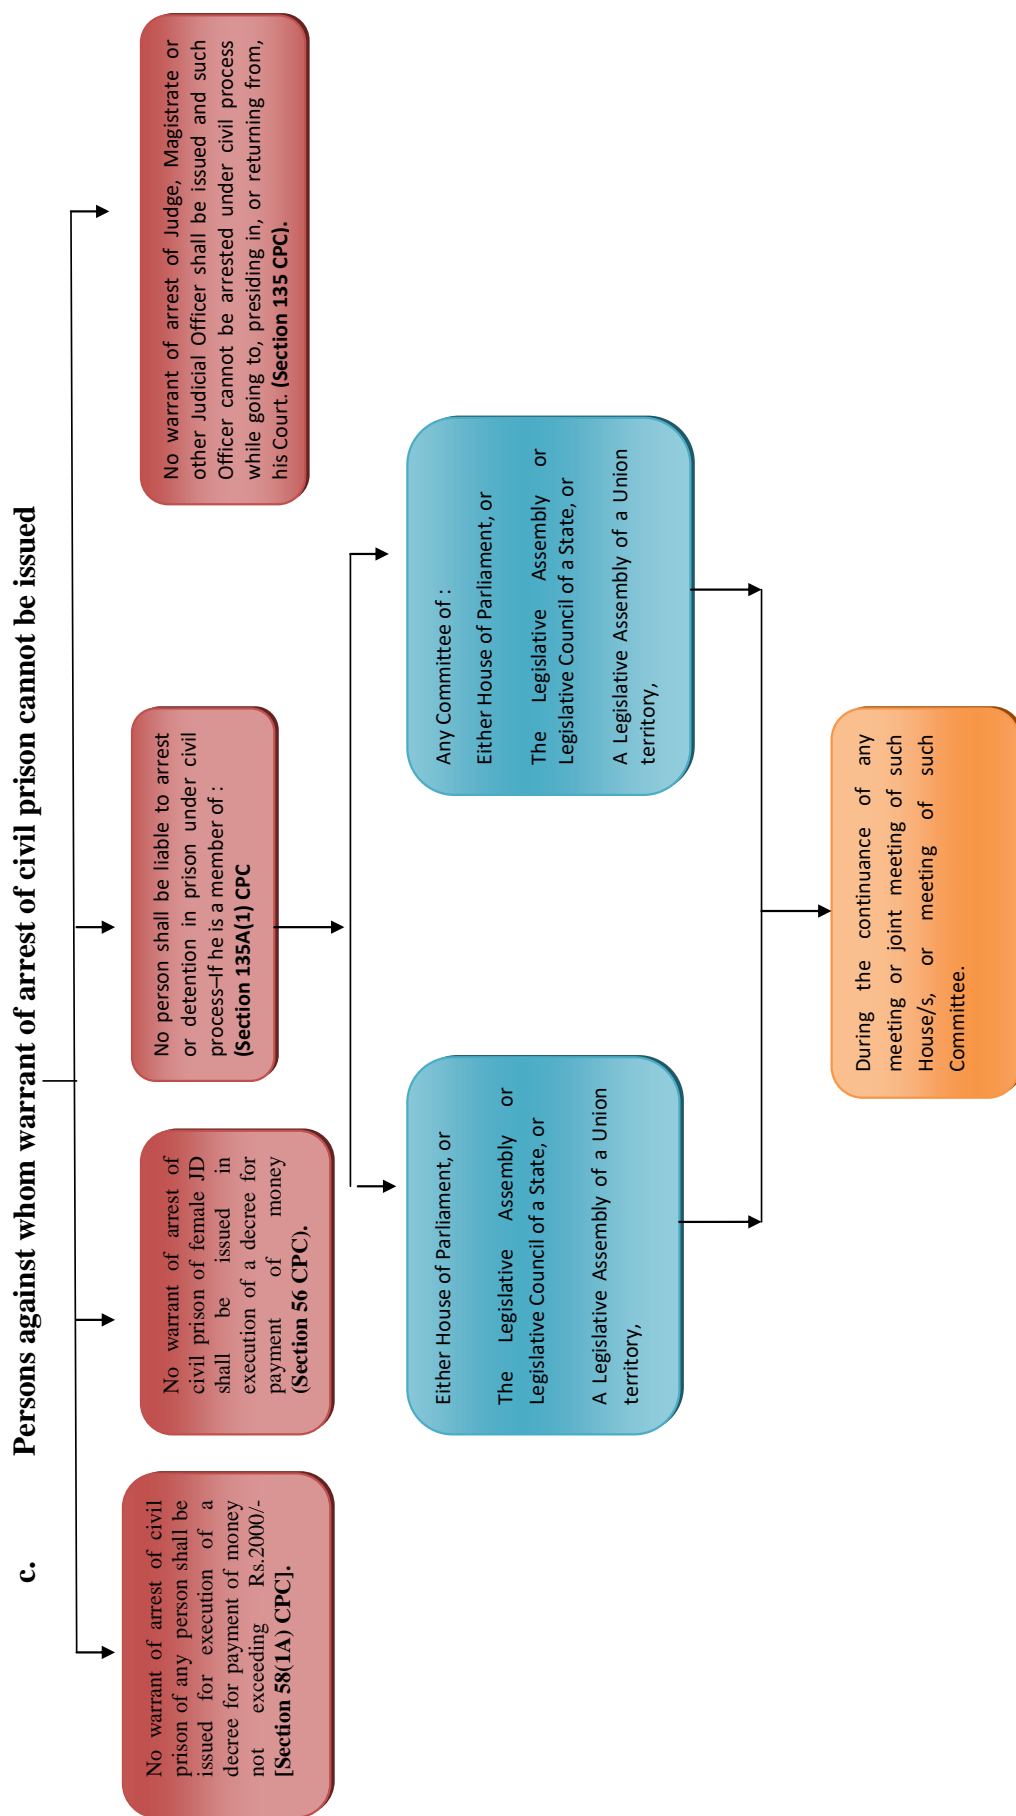 c. Persons against whom warrant of arrest of civil prison cannot be issued
No warrant of arrest of civil
prison of any person shall be
issued for execution of a
decree for payment of money
not exceeding Rs.2000/-
[Section 58(1A) CPC].
No warrant of arrest of
civil prison of female JD
shall be issued in
execution of a decree for
payment of money
(Section 56 CPC).
No person shall be liable to arrest
or detention in prison under civil
process–If he is a member of :
(Section 135A(1) CPC
No warrant of arrest of Judge, Magistrate or
other Judicial Officer shall be issued and such
Officer cannot be arrested under civil process
while going to, presiding in, or returning from,
his Court. (Section 135 CPC).
Either House of Parliament, or
The Legislative Assembly or
Legislative Council of a State, or
A Legislative Assembly of a Union
territory,
Any Committee of :
Either House of Parliament, or
The Legislative Assembly or
Legislative Council of a State, or
A Legislative Assembly of a Union
territory,
During the continuance of any
meeting or joint meeting of such
House/s, or meeting of such
Committee.